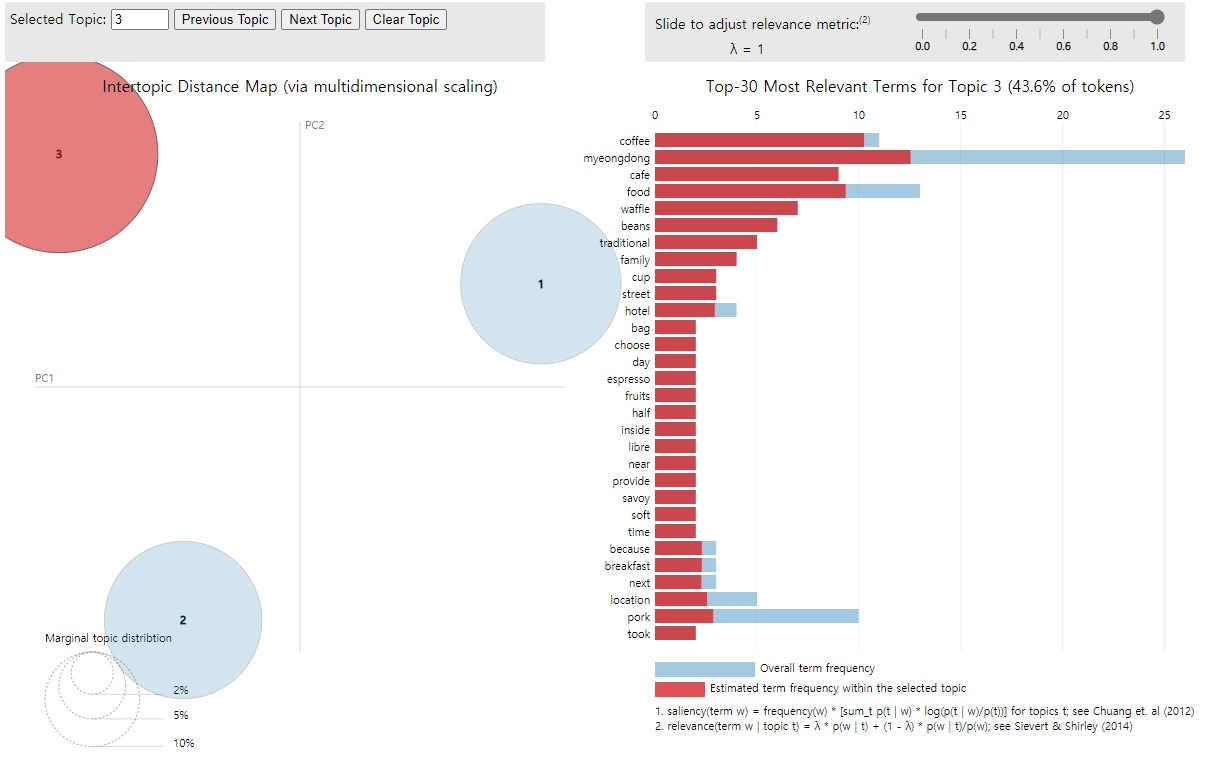 Selected Topic: 3 Previous Topic Next Topic Clear Topic
Slide to adjust relevance metric:(2)
λ = 1
0.0 0.2 0.4 0.6 0.8 1.0
Intertopic Distance Map (via multidimensional scaling)
PC2
3
1
PC1
2
Marginal topic distribtion
2%
5%
10%
Top-30 Most Relevant Terms for Topic 3 (43.6% of tokens)
0 5 10 15 20 25
coffee
myeongdong
cafe
food
waffle
beans
traditional
family
cup
street
hotel
bag
choose
day
espresso
fruits
half
inside
libre
near
provide
savoy
soft
time
because
breakfast
next
location
pork
took
Overall term frequency
Estimated term frequency within the selected topic
1. saliency(term w) = frequency(w) * [sum_t p(t | w) * log(p(t | w)/p(t))] for topics t; see Chuang et. al (2012)
2. relevance(term w | topic t) = λ * p(w | t) + (1 - λ) * p(w | t)/p(w); see Sievert & Shirley (2014)